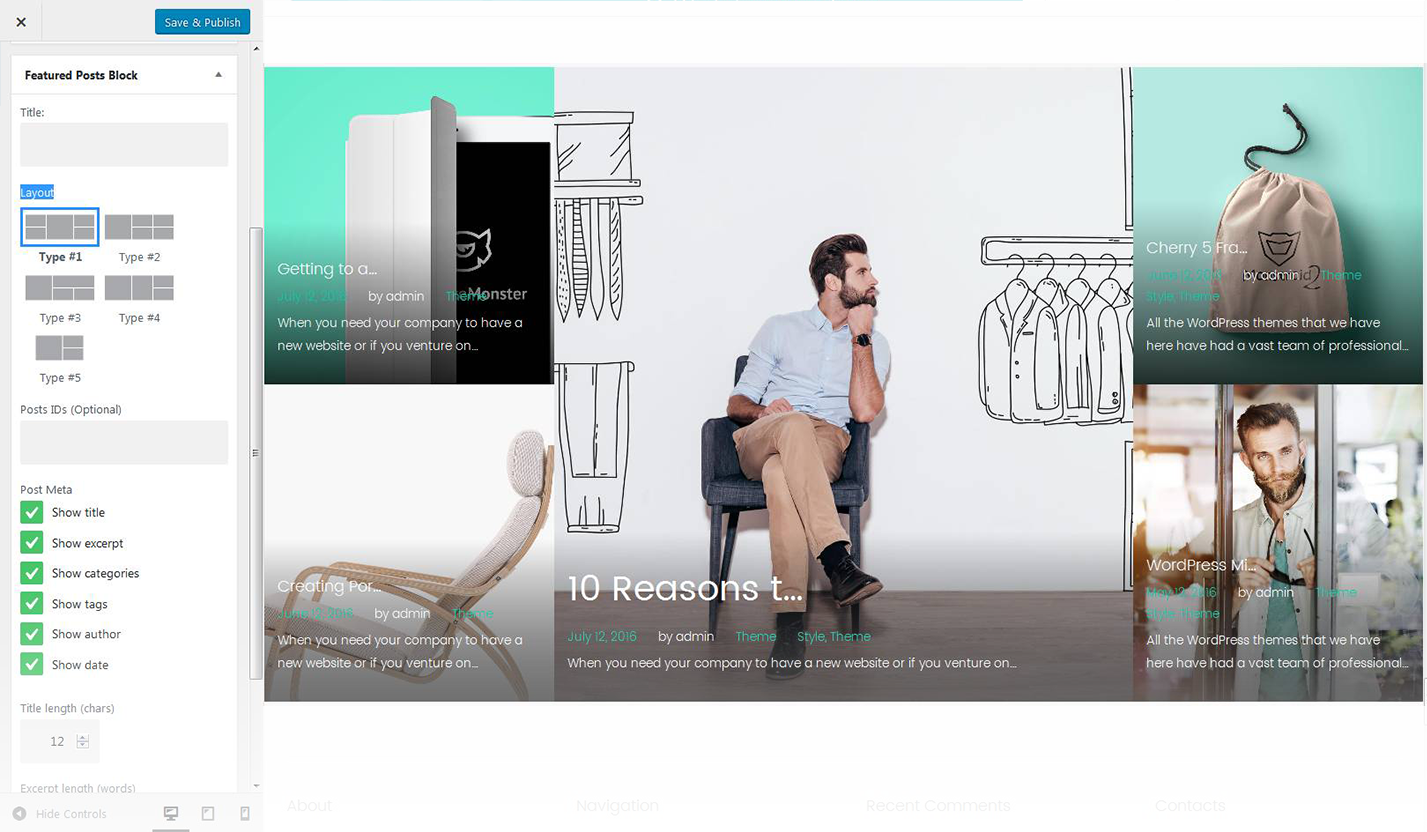 Save & Publish
Featured Posts Block
Title:
Layout
Type #1
Type #2
Type #3
Type #4
Type #5
Posts IDs (Optional)
Post Meta
Show title
Show excerpt
Show categories
Show tags
Show author
Show date
Title length (chars)
12
Excerpt length (words)
Hide Controls
Monster
Getting to a...
July 12, 2016 by admin Theme
When you need your company to have a
new website or if you venture on...
Creating Por...
June 12, 2016 by admin Theme
When you need your company to have a
new website or if you venture on...
10 Reasons t...
July 12, 2016 by admin Theme Style, Theme
When you need your company to have a new website or if you venture on...
Cherry 5 Fra...
June 12, 2016 by admin Theme
Style, Theme
All the WordPress themes that we have
here have had a vast team of professional...
WordPress Mi...
May 12, 2016 by admin Theme
Style, Theme
All the WordPress themes that we have
here have had a vast team of professional...
About
Navigation
Recent Comments
Contacts